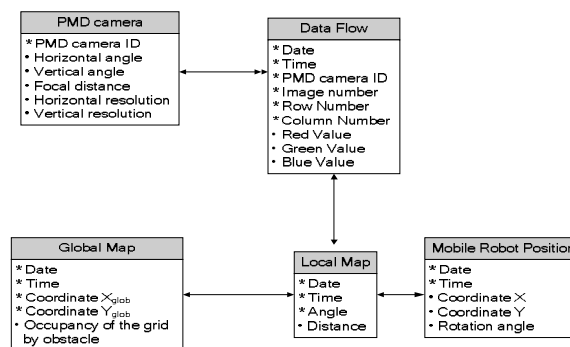 PMD camera
* PMD camera ID
• Horizontal angle
• Vertical angle
• Focal distance
• Horizontal resolution
• Vertical resolution
Data Flow
* Date
* Time
* PMD camera ID
* Image number
* Row Number
* Column Number
• Red Value
• Green Value
• Blue Value
Global Map
* Date
* Time
* Coordinate Xglob
* Coordinate Yglob
• Occupancy of the grid
by obstacle
Local Map
* Date
* Time
* Angle
• Distance
Mobile Robot Position
* Date
* Time
• Coordinate X
• Coordinate Y
• Rotation angle